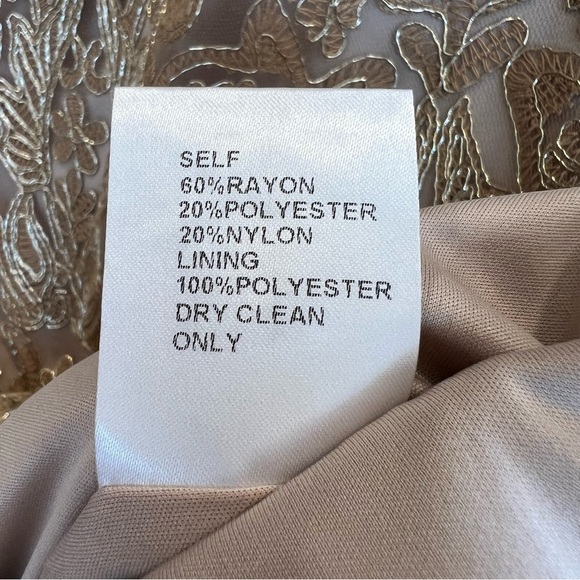 SELF
60%RAYON
20%POLYESTER
20%NYLON
LINING
100%POLYESTER
DRY CLEAN
ONLY